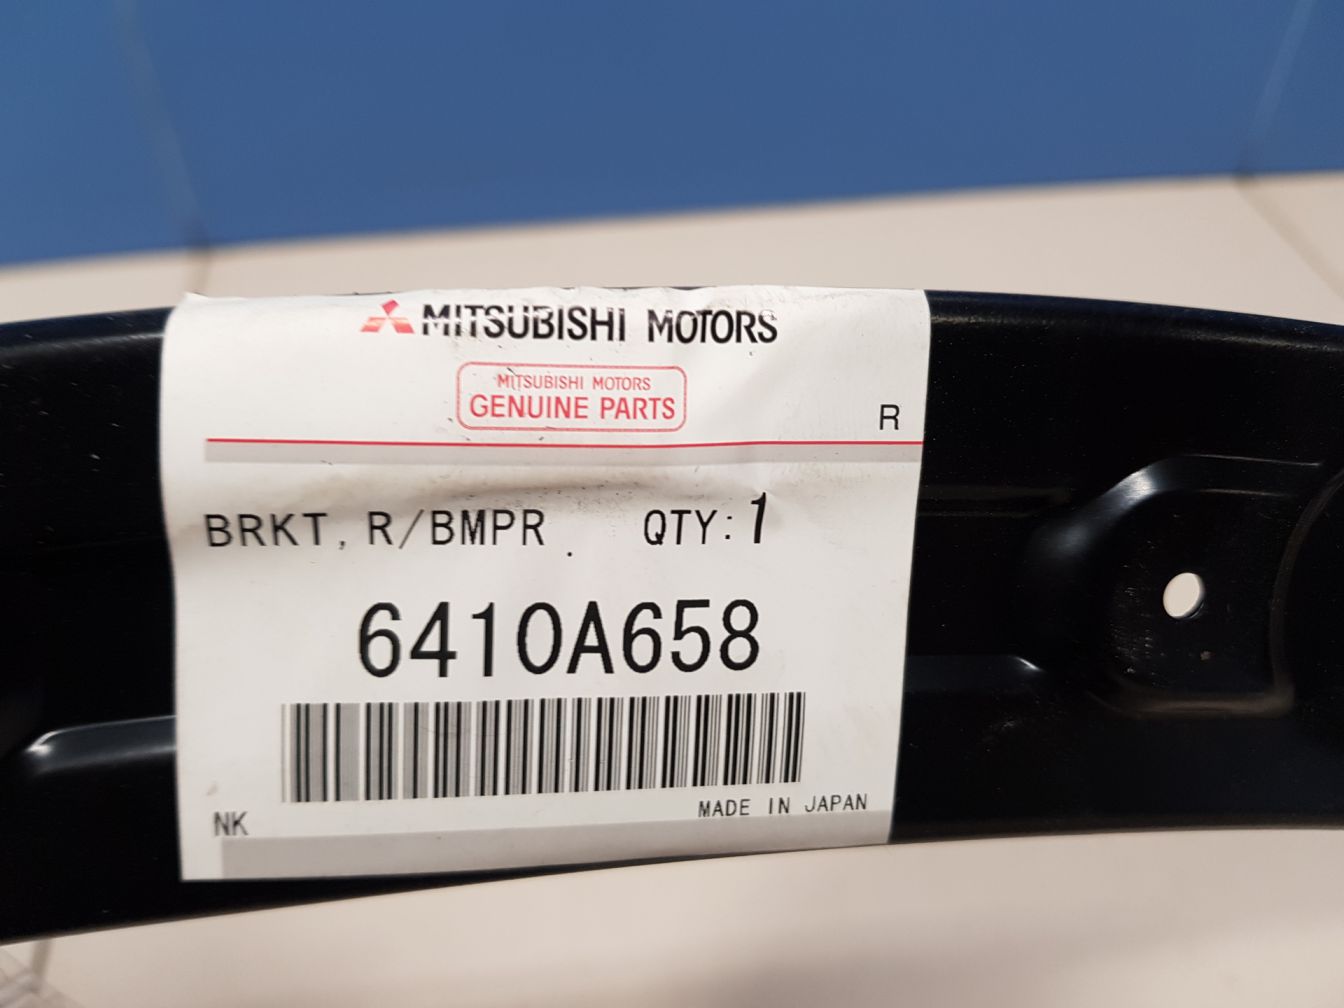 MITSUBISHI MOTORS
MITSUBISHI MOTORS
GENUINE PARTS
R
BRKT, R/BMPR . QTY: 1
6410A658
MADE IN JAPAN
NK